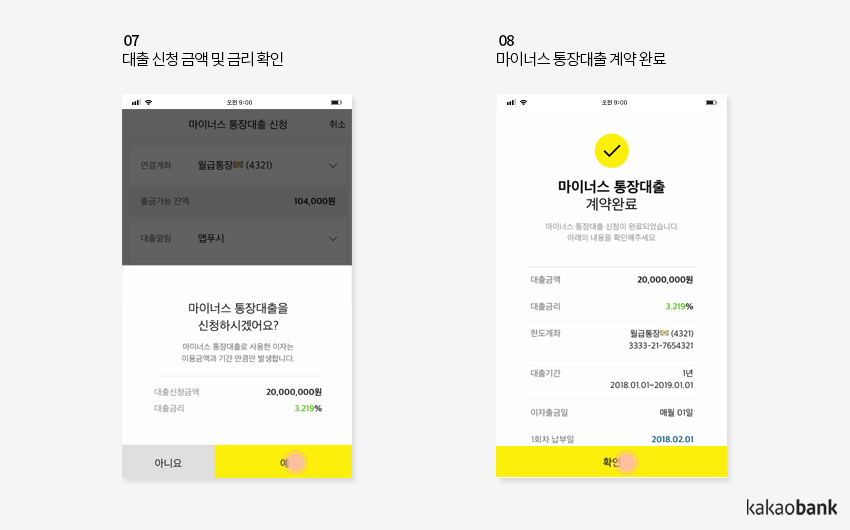 07
대출 신청 금액 및 금리 확인
오전 9:00
마이너스 통장대출 신청
취소
연결계좌
월급통장 (4321)
출금가능 잔액
104,000원
대출알림
앱푸시
마이너스 통장대출을
신청하시겠어요?
마이너스 통장대출로 사용한 이자는
이용금액과 기간 만큼만 발생합니다.
대출신청금액
20,000,000원
대출금리
3.219%
아니요
예
08
마이너스 통장대출 계약 완료
오전 9:00
마이너스 통장대출
계약완료
마이너스 통장대출 신청이 완료되었습니다.
아래의 내용을 확인해주세요.
대출금액
20,000,000원
대출금리
3.219%
한도계좌
월급통장 (4321)
3333-21-7654321
대출기간
1년
2018.01.01~2019.01.01
이자출금일
매월 01일
1회차 납부일
2018.02.01
확인
kakaobank